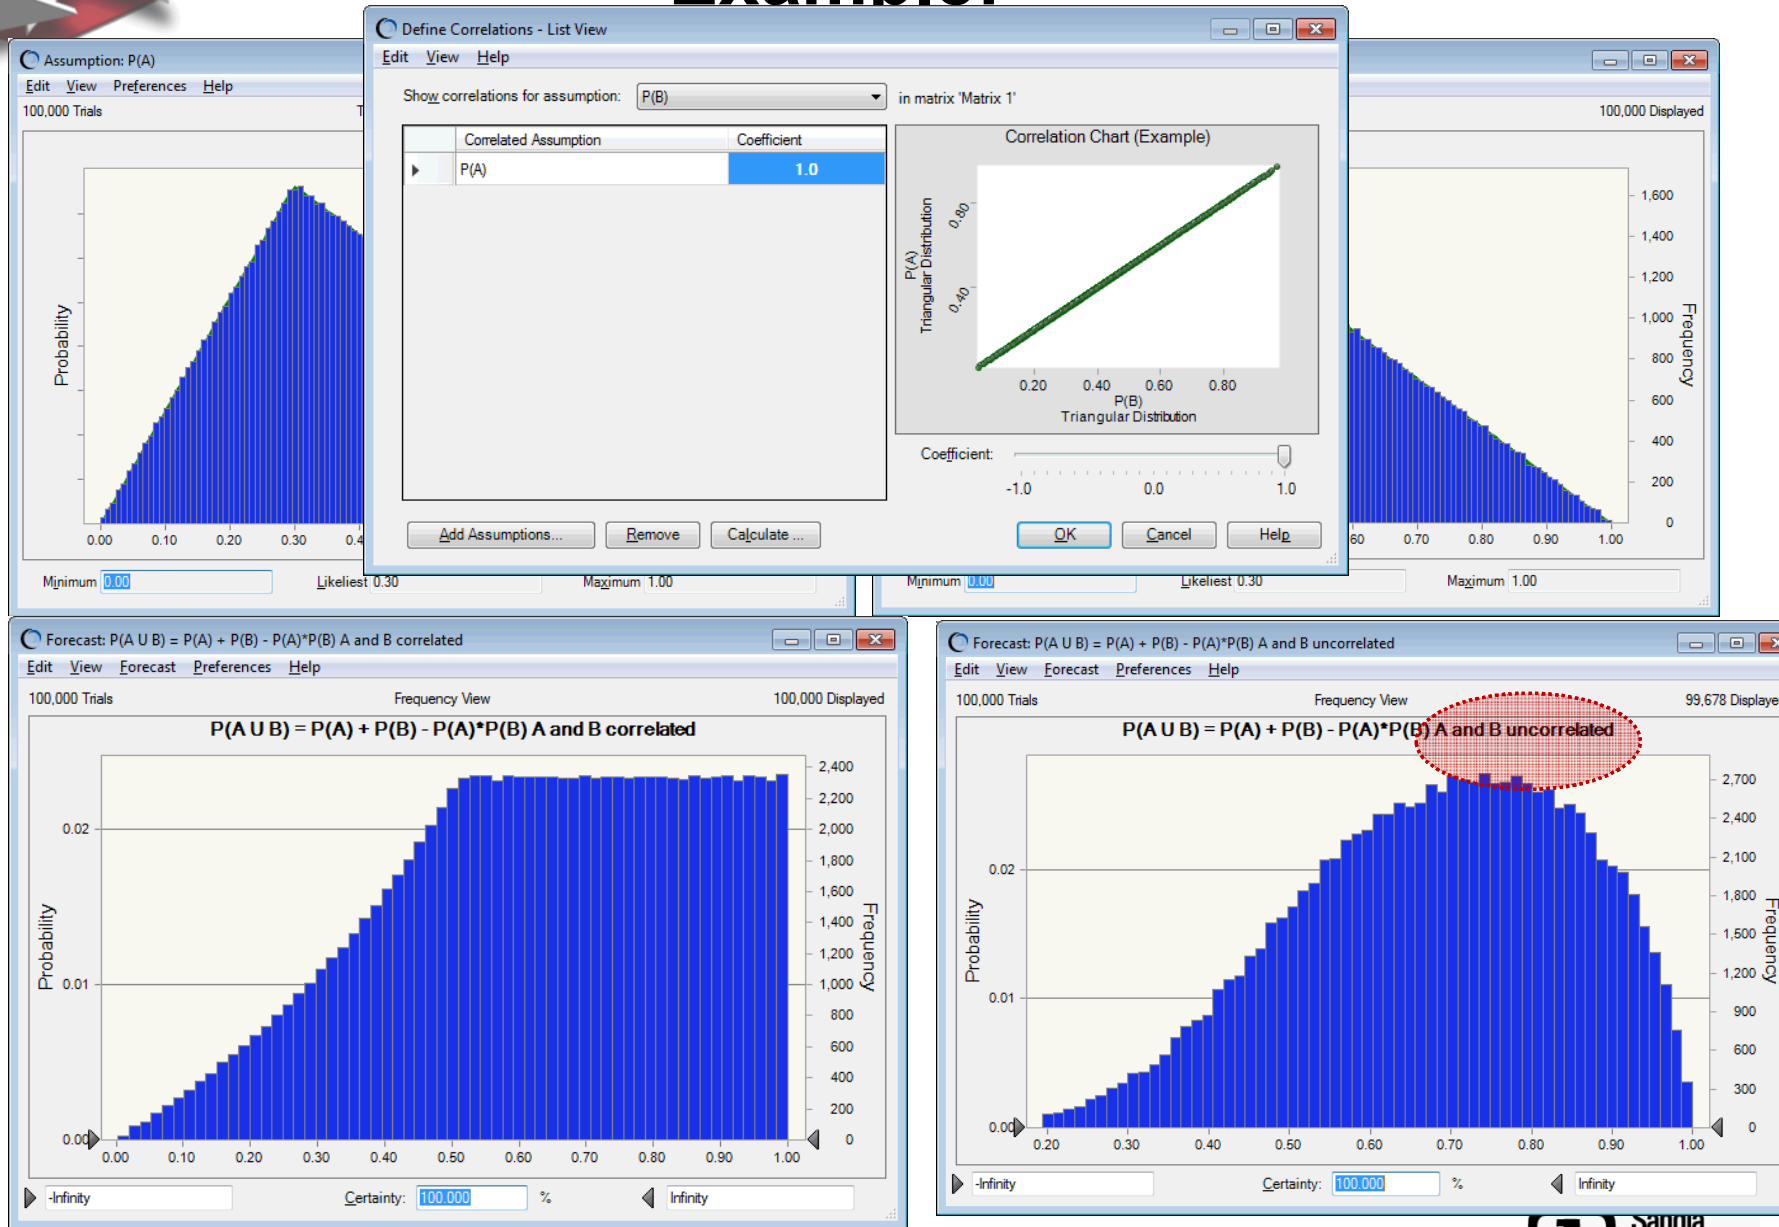 Example:
Assumption: P(A)
Edit View Preferences Help
100,000 Trials
Probability
0.00 0.10 0.20 0.30
Minimum 0.00 Likeliest 0.30 Maximum 1.00
Define Correlations - List View
Edit View Help
Show correlations for assumption: P(B) in matrix 'Matrix 1'
Correlated Assumption Coefficient
P(A) 1.0
Correlation Chart (Example)
P(A)
Triangular Distribution
0.80
0.40
0.20 0.40 0.60 0.80
P(B)
Triangular Distribution
Coefficient:
-1.0 0.0 1.0
Add Assumptions... Remove Calculate ... OK Cancel Help
100,000 Displayed
1,600
1,400
1,200
1,000
800
600
400
200
0
Frequency
60 0.70 0.80 0.90 1.00
Minimum 0.00 Likeliest 0.30 Maximum 1.00
Forecast: P(A U B) = P(A) + P(B) - P(A)*P(B) A and B correlated
Edit View Forecast Preferences Help
100,000 Trials Frequency View 100,000 Displayed
P(A U B) = P(A) + P(B) - P(A)*P(B) A and B correlated
Probability
0.02
0.01
0.00
2,400
2,200
2,000
1,800
1,600
1,400
1,200
1,000
800
600
400
200
0
Frequency
0.00 0.10 0.20 0.30 0.40 0.50 0.60 0.70 0.80 0.90 1.00
-Infinity Certainty: 100.000 % Infinity
Forecast: P(A U B) = P(A) + P(B) - P(A)*P(B) A and B uncorrelated
Edit View Forecast Preferences Help
100,000 Trials Frequency View 99,678 Displaye
P(A U B) = P(A) + P(B) - P(A)*P(B) A and B uncorrelated
Probability
0.02
0.01
0.00
2,700
2,400
2,100
1,800
1,500
1,200
900
600
300
0
Frequency
0.20 0.30 0.40 0.50 0.60 0.70 0.80 0.90 1.00
-Infinity Certainty: 100.000 % Infinity
Sandia